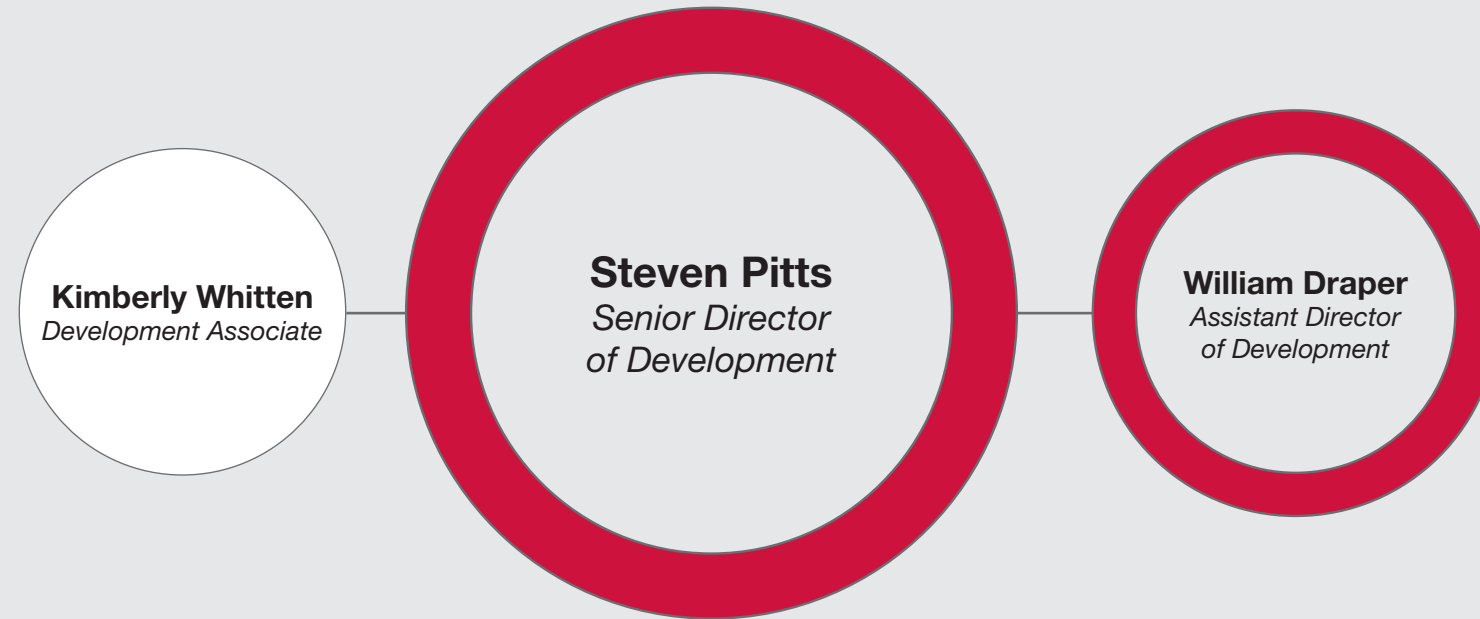 Kimberly Whitten
Development Associate
Steven Pitts
Senior Director
of Development
William Draper
Assistant Director
of Development